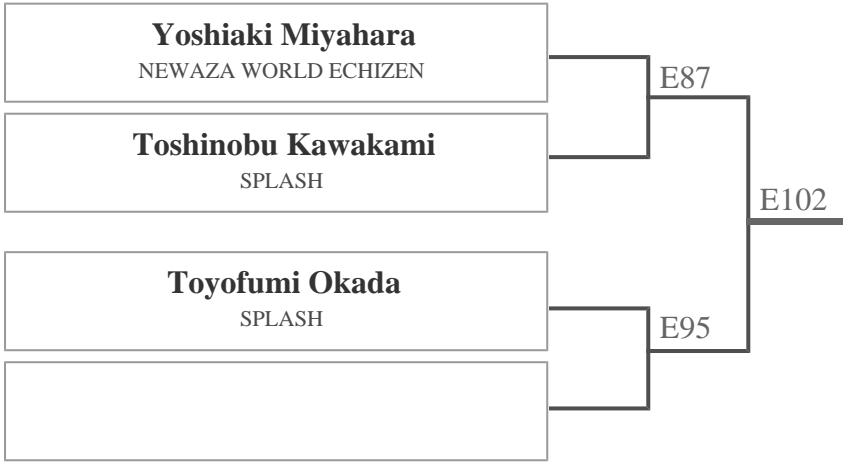 Yoshiaki Miyahara
NEWAZA WORLD ECHIZEN
E87
Toshinobu Kawakami
SPLASH
E102
Toyofumi Okada
SPLASH
E95